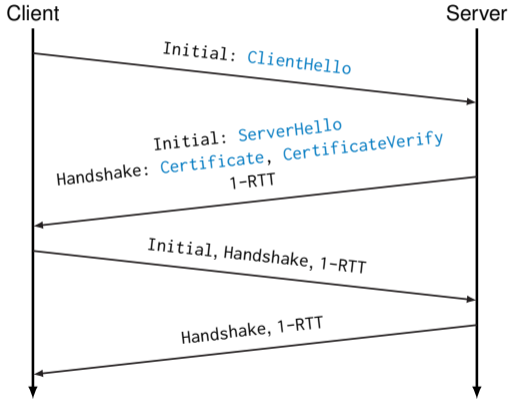 Client
Server
Initial: ClientHello
Initial: ServerHello
Handshake: Certificate, CertificateVerify
1-RTT
Initial, Handshake, 1-RTT
Handshake, 1-RTT